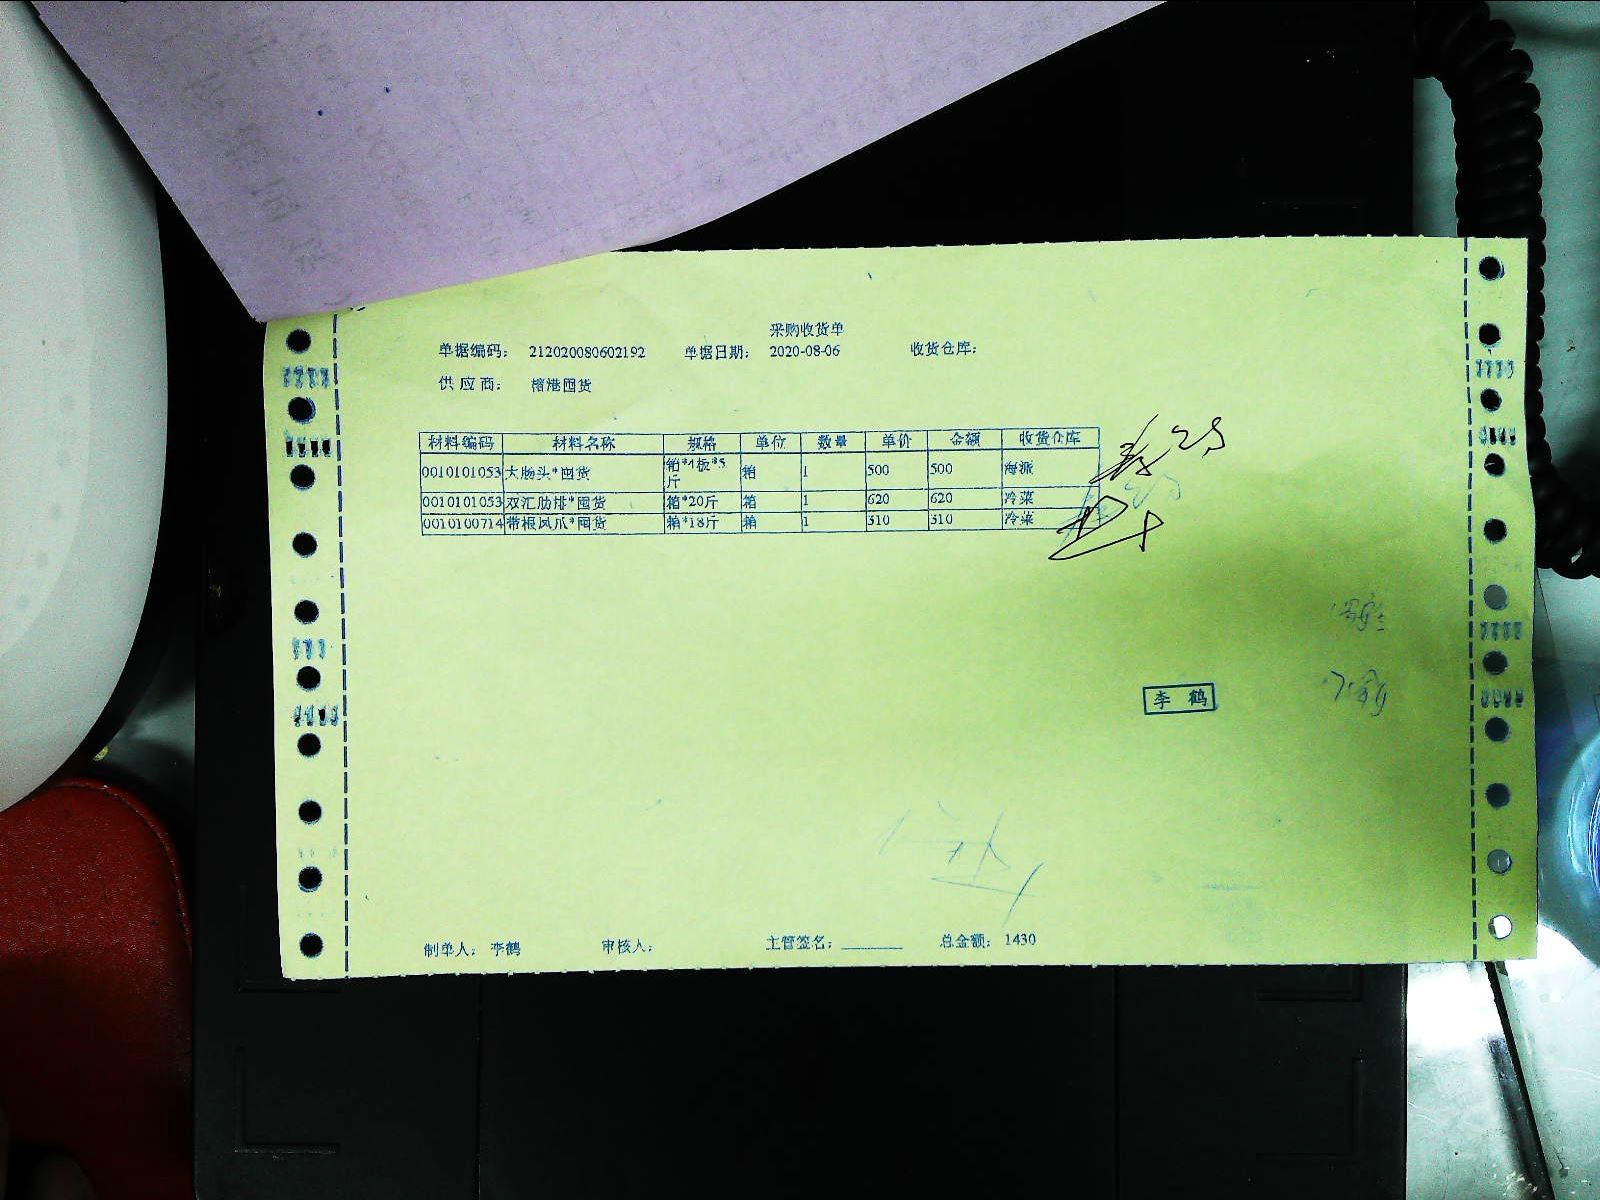 采购收货单
单据编码： 212020080602192 单据日期： 2020-08-06 收货仓库：
供 应 商： 榕港囤货
材料编码 材料名称 规格 单位 数量 单价 金额 收货仓库
0010101053 大肠头*囤货 箱*4板*5斤 箱 1 500 500 海派
0010101053 双汇肋排*囤货 箱*20斤 箱 1 620 620 冷菜
0010100714 带根凤爪*囤货 箱*18斤 箱 1 310 310 冷菜
李 鹤
制单人： 李鹤 审核人： 主管签名：________ 总金额： 1430